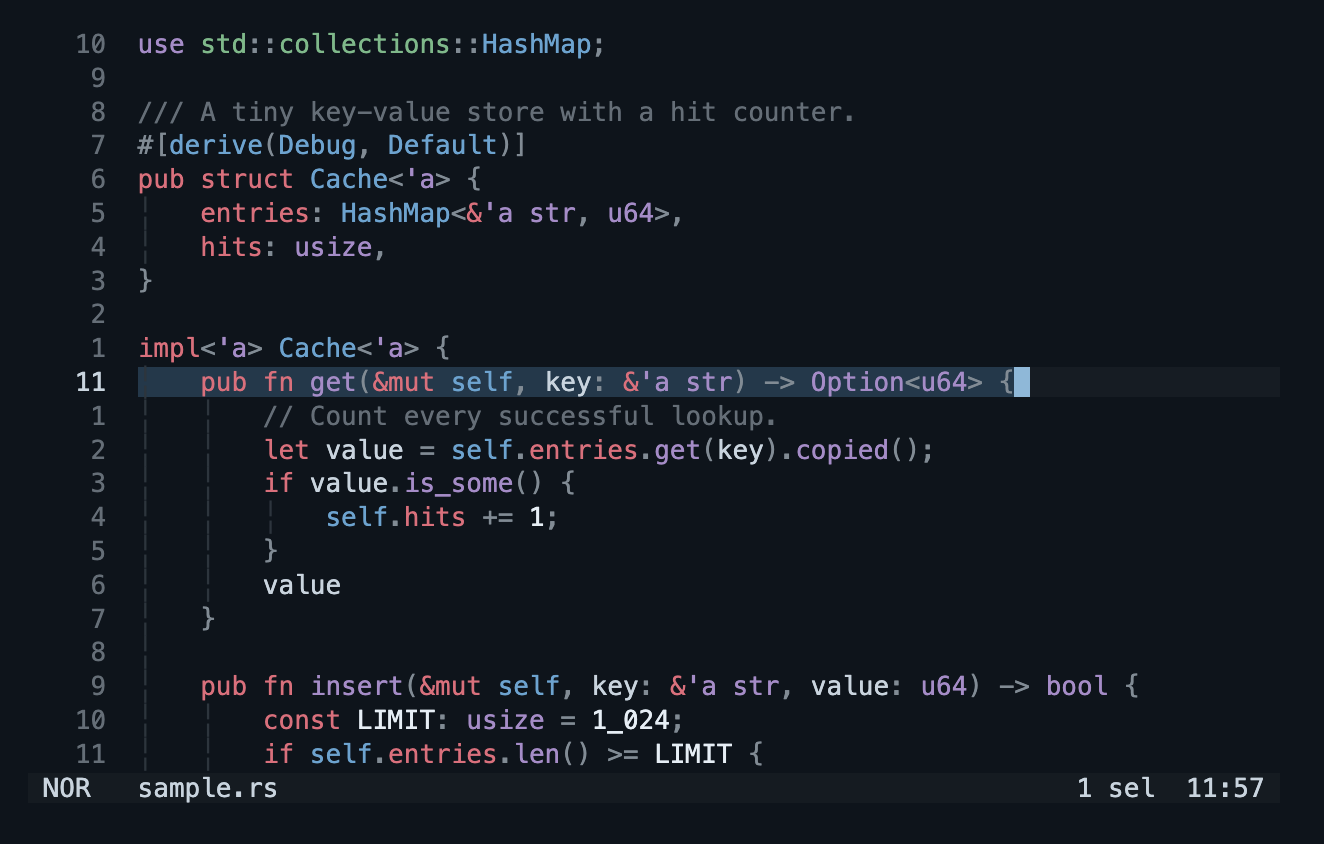 10 use std::collections::HashMap;
9
8 /// A tiny key-value store with a hit counter.
7 #[derive(Debug, Default)]
6 pub struct Cache<'a> {
5     entries: HashMap<&'a str, u64>,
4     hits: usize,
3 }
2
1 impl<'a> Cache<'a> {
11     pub fn get(&mut self, key: &'a str) -> Option<u64> {
1         // Count every successful lookup.
2         let value = self.entries.get(key).copied();
3         if value.is_some() {
4             self.hits += 1;
5         }
6         value
7     }
8
9     pub fn insert(&mut self, key: &'a str, value: u64) -> bool {
10         const LIMIT: usize = 1_024;
11         if self.entries.len() >= LIMIT {
NOR sample.rs 1 sel 11:57